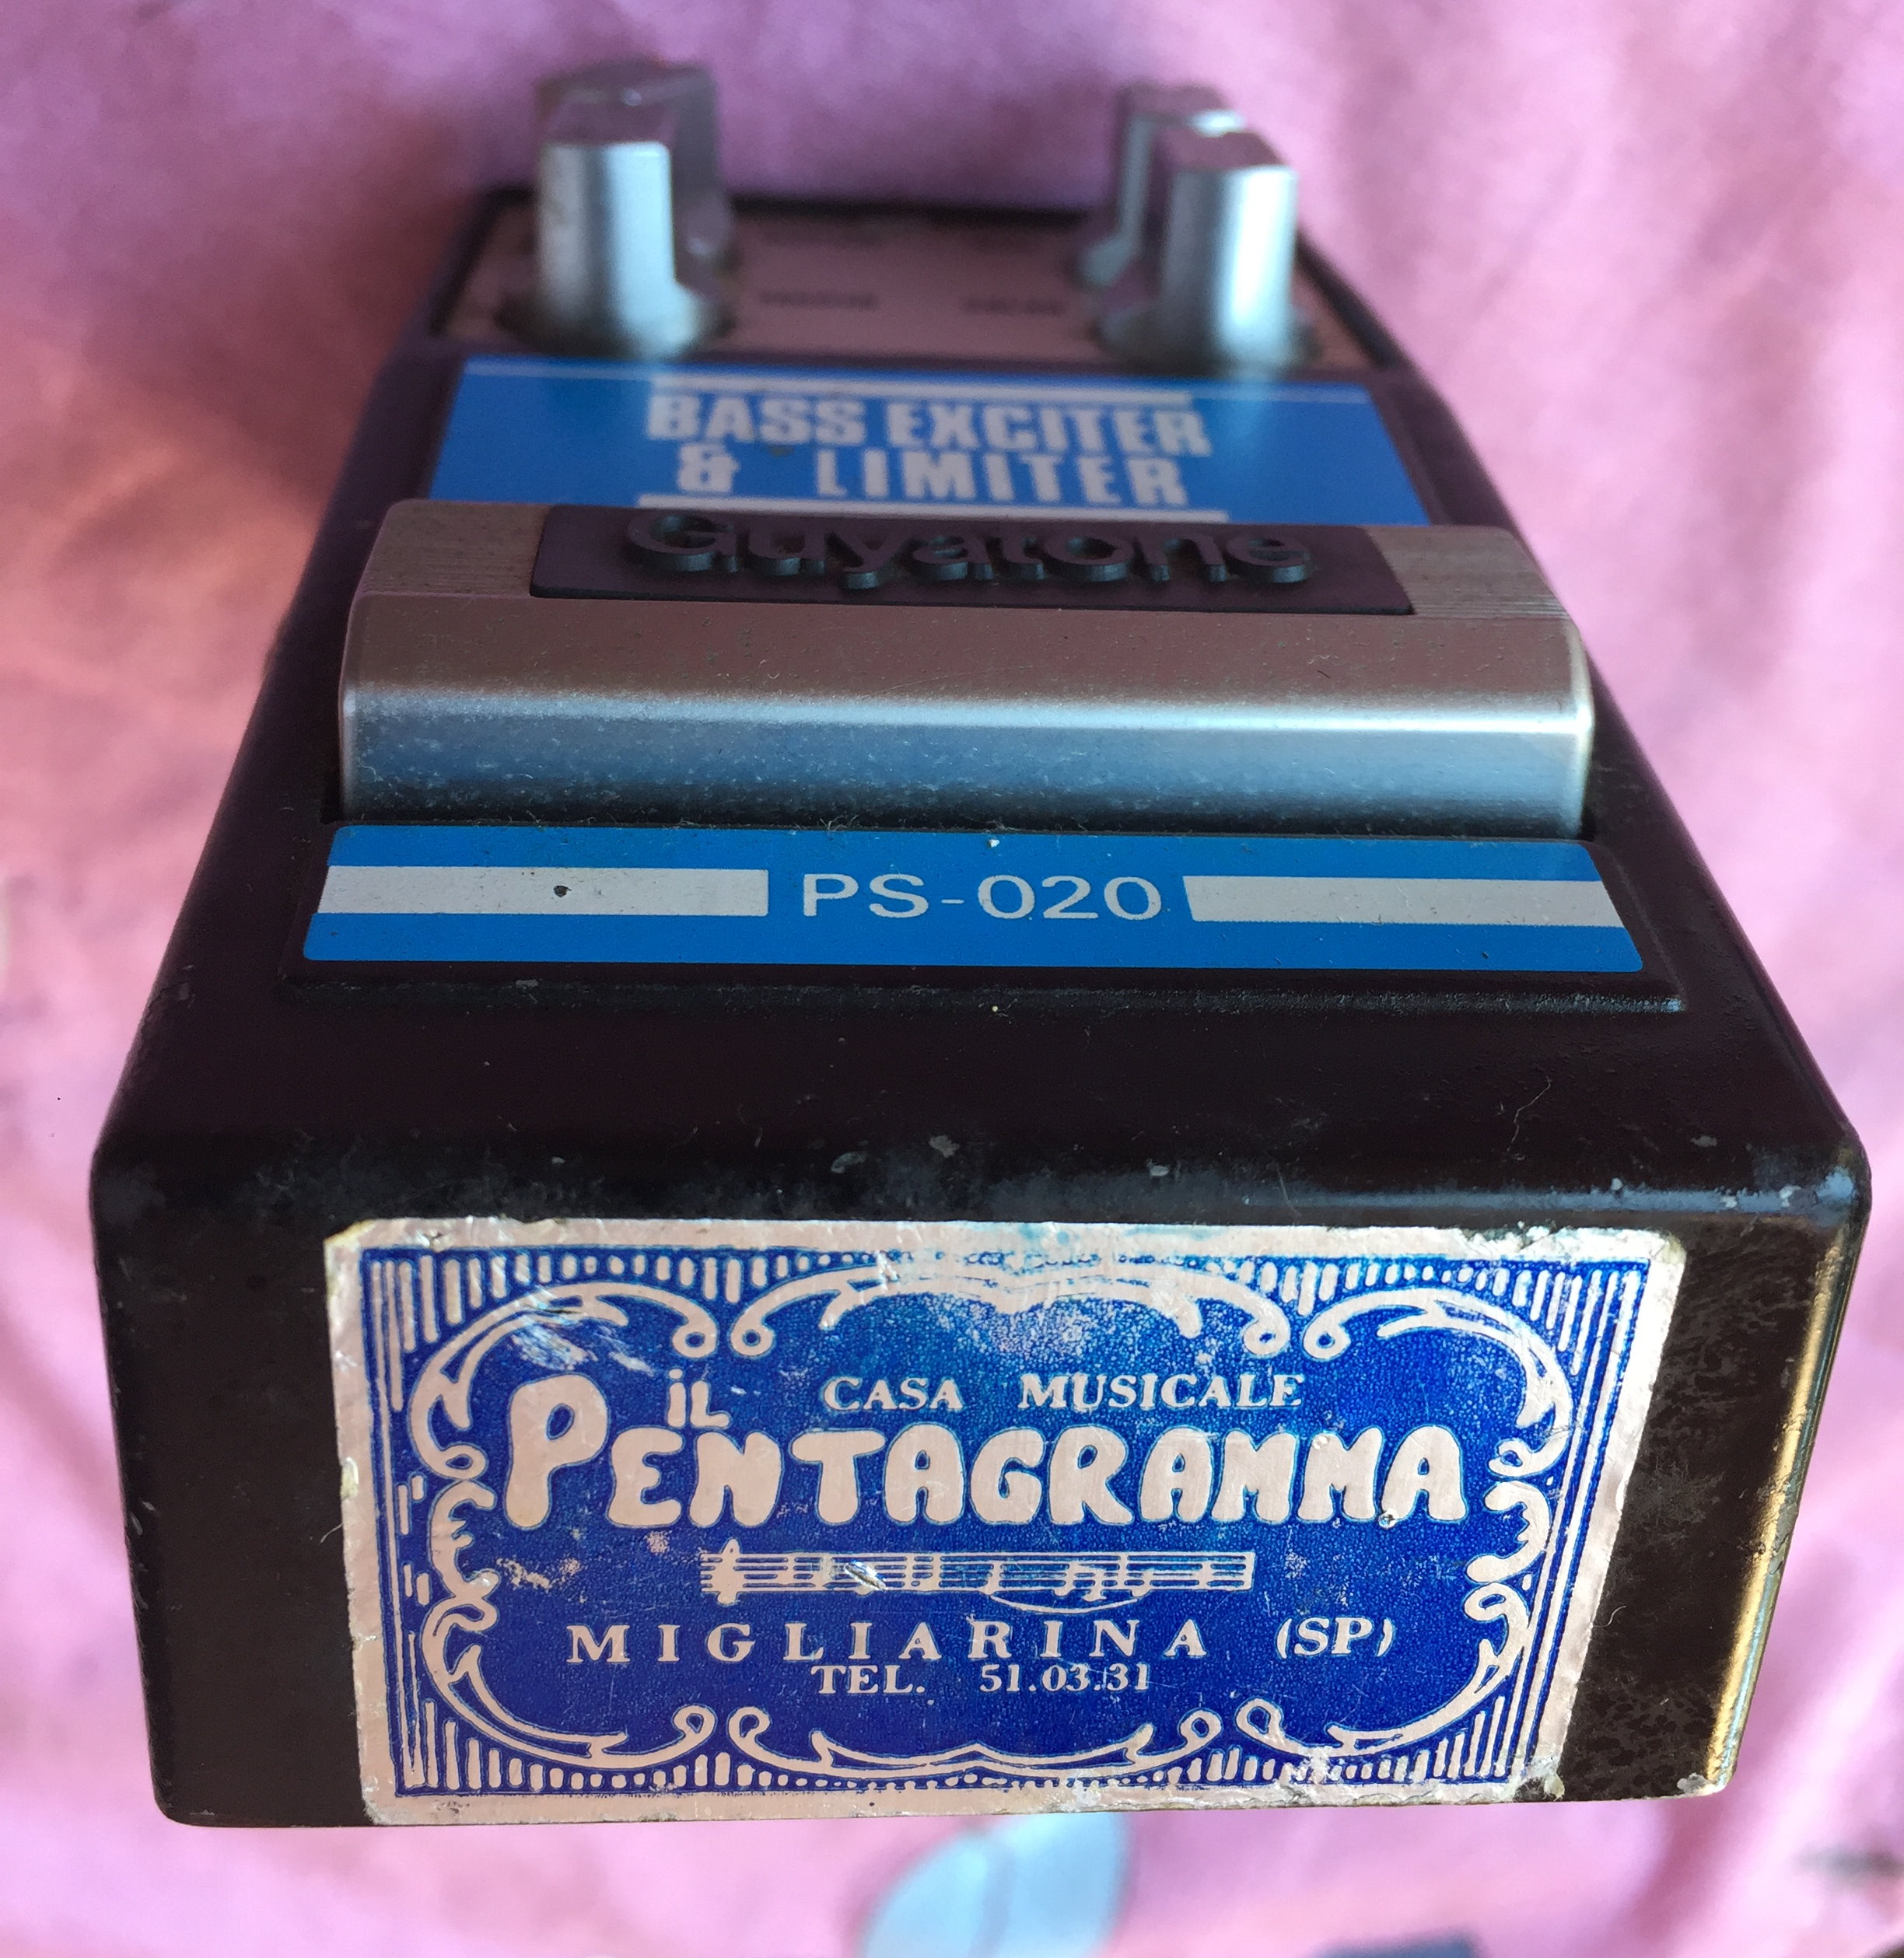 BASS EXCITER
& LIMITER
Guyatone
PS-020
iL CASA MUSICALE
PENTAGRAMMA
MIGLIARINA (SP)
TEL. 51.03.31